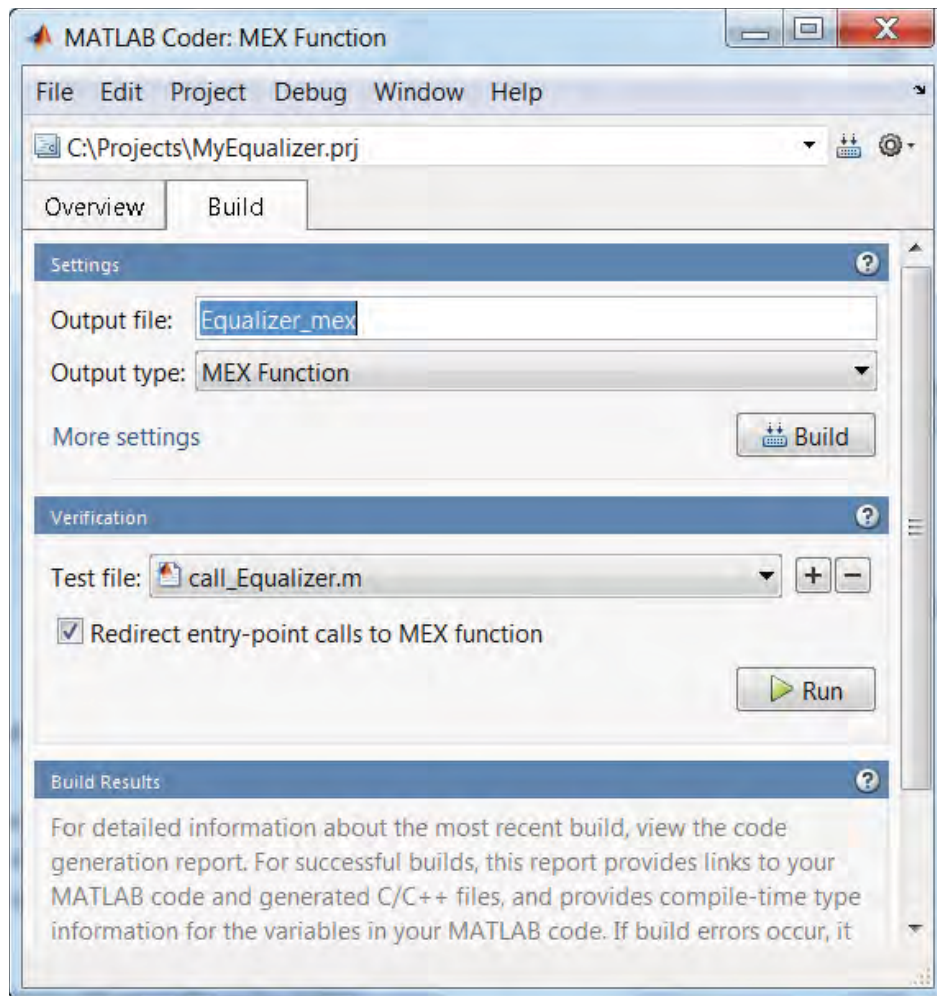 MATLAB Coder: MEX Function
File Edit Project Debug Window Help
C:\Projects\MyEqualizer.prj
Overview Build
Settings
Output file: Equalizer_mex
Output type: MEX Function
More settings Build
Verification
Test file: call_Equalizer.m
Redirect entry-point calls to MEX function
Run
Build Results
For detailed information about the most recent build, view the code
generation report. For successful builds, this report provides links to your
MATLAB code and generated C/C++ files, and provides compile-time type
information for the variables in your MATLAB code. If build errors occur, it